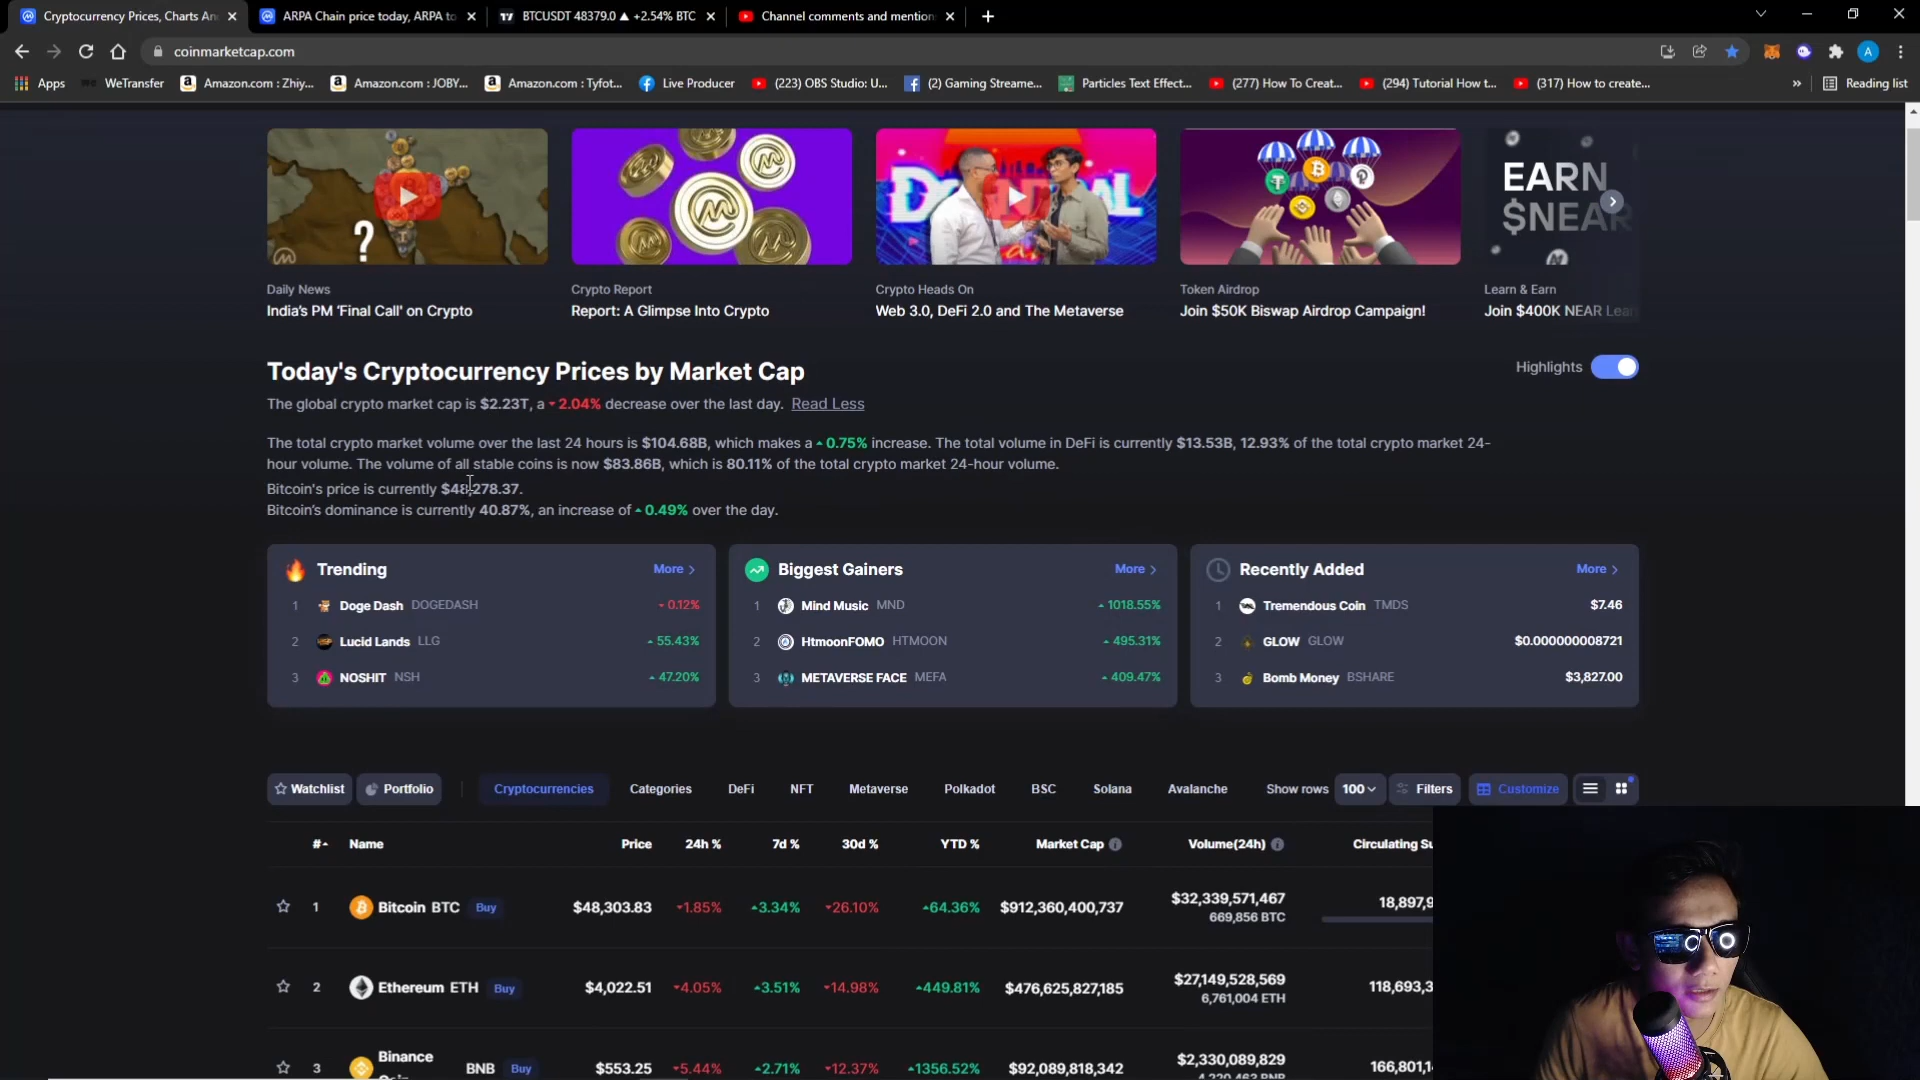 Cryptocurrency Prices, Charts An
ARPA Chain price today, ARPA to
BTCUSDT 48379.0 ▲ +2.54% BTC
Channel comments and mention
coinmarketcap.com
A
Apps
WeTransfer
Amazon.com : Zhiy...
Amazon.com : JOBY...
Amazon.com : Tyfot...
Live Producer
(223) OBS Studio: U...
(2) Gaming Streame...
Particles Text Effect...
(277) How To Creat...
(294) Tutorial How t...
(317) How to create...
Reading list
EARN
$NEAR
Daily News
India's PM 'Final Call' on Crypto
Crypto Report
Report: A Glimpse Into Crypto
Crypto Heads On
Web 3.0, DeFi 2.0 and The Metaverse
Token Airdrop
Join $50K Biswap Airdrop Campaign!
Learn & Earn
Join $400K NEAR Lea
Today's Cryptocurrency Prices by Market Cap
Highlights
The global crypto market cap is $2.23T, a 2.04% decrease over the last day. Read Less
The total crypto market volume over the last 24 hours is $104.68B, which makes a 0.75% increase. The total volume in DeFi is currently $13.53B, 12.93% of the total crypto market 24-
hour volume. The volume of all stable coins is now $83.86B, which is 80.11% of the total crypto market 24-hour volume.
Bitcoin's price is currently $48,278.37.
Bitcoin's dominance is currently 40.87%, an increase of 0.49% over the day.
Trending More
1 Doge Dash DOGEDASH 0.12%
2 Lucid Lands LLG 55.43%
3 NOSHIT NSH 47.20%
Biggest Gainers More
1 Mind Music MND 1018.55%
2 HtmoonFOMO HTMOON 495.31%
3 METAVERSE FACE MEFA 409.47%
Recently Added More
1 Tremendous Coin TMDS $7.46
2 GLOW GLOW $0.000000008721
3 Bomb Money BSHARE $3,827.00
Watchlist Portfolio Cryptocurrencies Categories DeFi NFT Metaverse Polkadot BSC Solana Avalanche Show rows 100 Filters Customize
# Name Price 24h % 7d % 30d % YTD % Market Cap Volume(24h) Circulating Su
1 Bitcoin BTC Buy $48,303.83 1.85% 3.34% 26.10% 64.36% $912,360,400,737 $32,339,571,467 18,897,9
669,856 BTC
2 Ethereum ETH Buy $4,022.51 4.05% 3.51% 14.98% 449.81% $476,625,827,185 $27,149,528,569 118,693,3
6,761,004 ETH
3 Binance BNB Buy $553.25 5.44% 2.71% 12.37% 1356.52% $92,089,818,342 $2,330,089,829 166,801,1